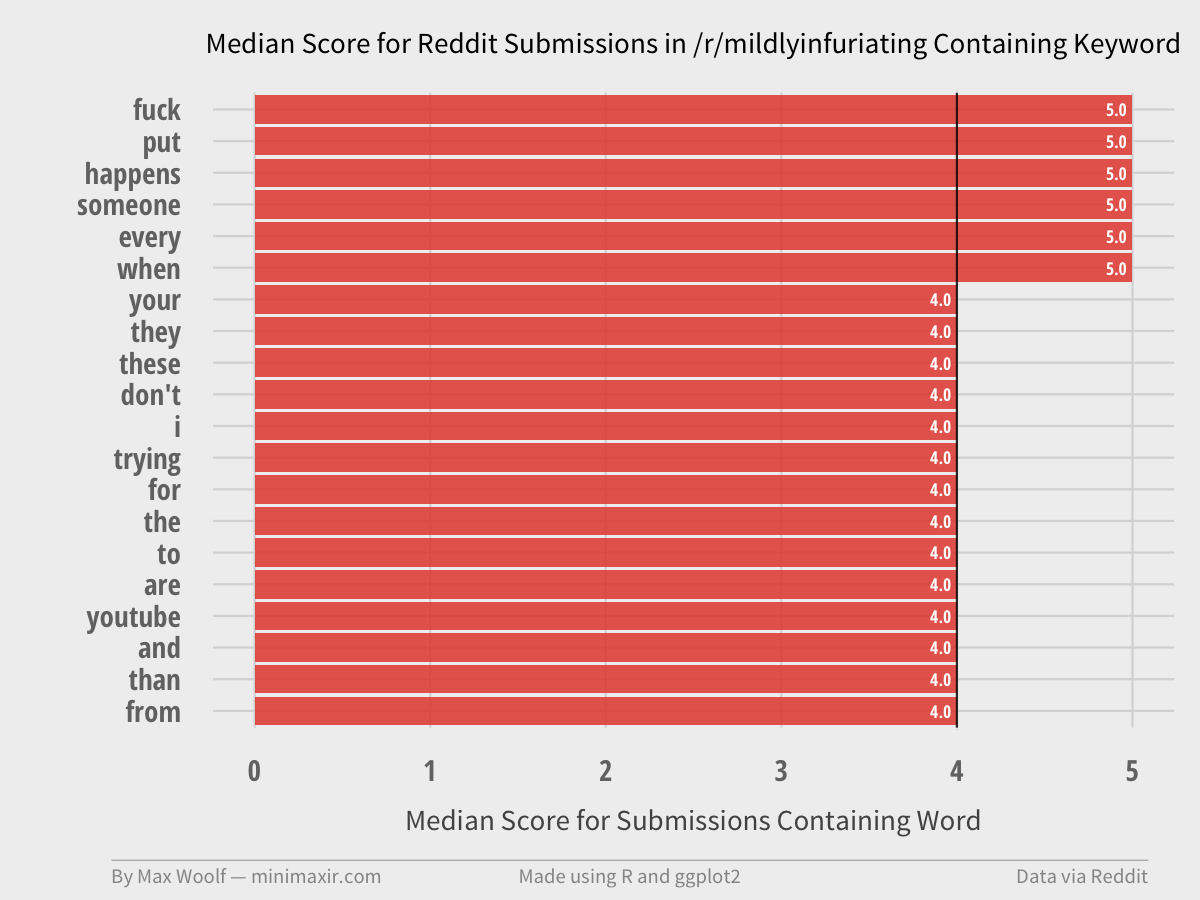 Median Score for Reddit Submissions in /r/mildlyinfuriating Containing Keyword
fuck 5.0
put 5.0
happens 5.0
someone 5.0
every 5.0
when 5.0
your 4.0
they 4.0
these 4.0
don't 4.0
i 4.0
trying 4.0
for 4.0
the 4.0
to 4.0
are 4.0
youtube 4.0
and 4.0
than 4.0
from 4.0
0 1 2 3 4 5
Median Score for Submissions Containing Word
By Max Woolf — minimaxir.com Made using R and ggplot2 Data via Reddit